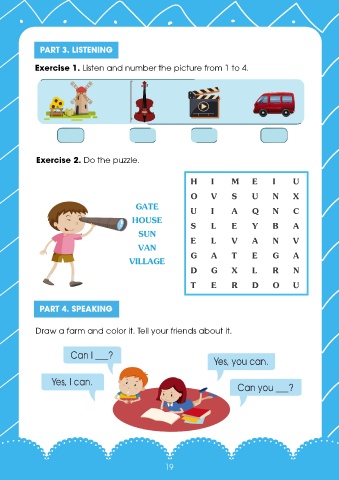 PART 3. LISTENING
Exercise 1. Listen and number the picture from 1 to 4.
Exercise 2. Do the puzzle.
GATE
HOUSE
SUN
VAN
VILLAGE
H I M E I U
O V S U N X
U I A Q N C
S L E Y B A
E L V A N V
G A T E G A
D G X L R N
T E R D O U
PART 4. SPEAKING
Draw a farm and color it. Tell your friends about it.
Can I ___?
Yes, you can.
Yes, I can.
Can you ___?
19